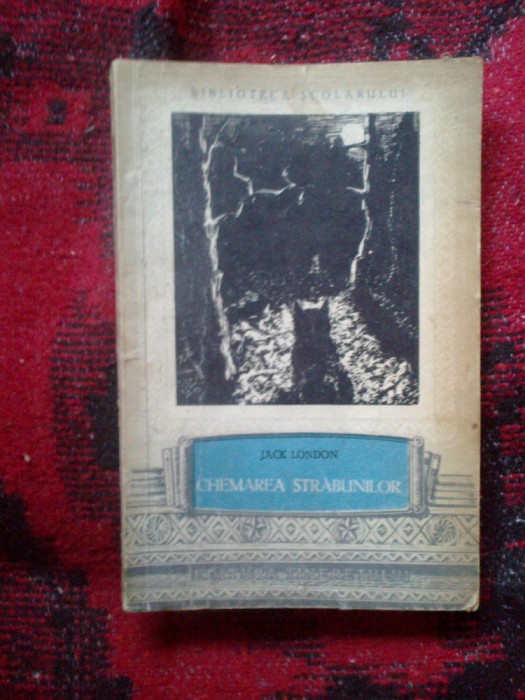 BIBLIOTECA ȘCOLARULUI
JACK LONDON
CHEMAREA STRĂBUNILOR